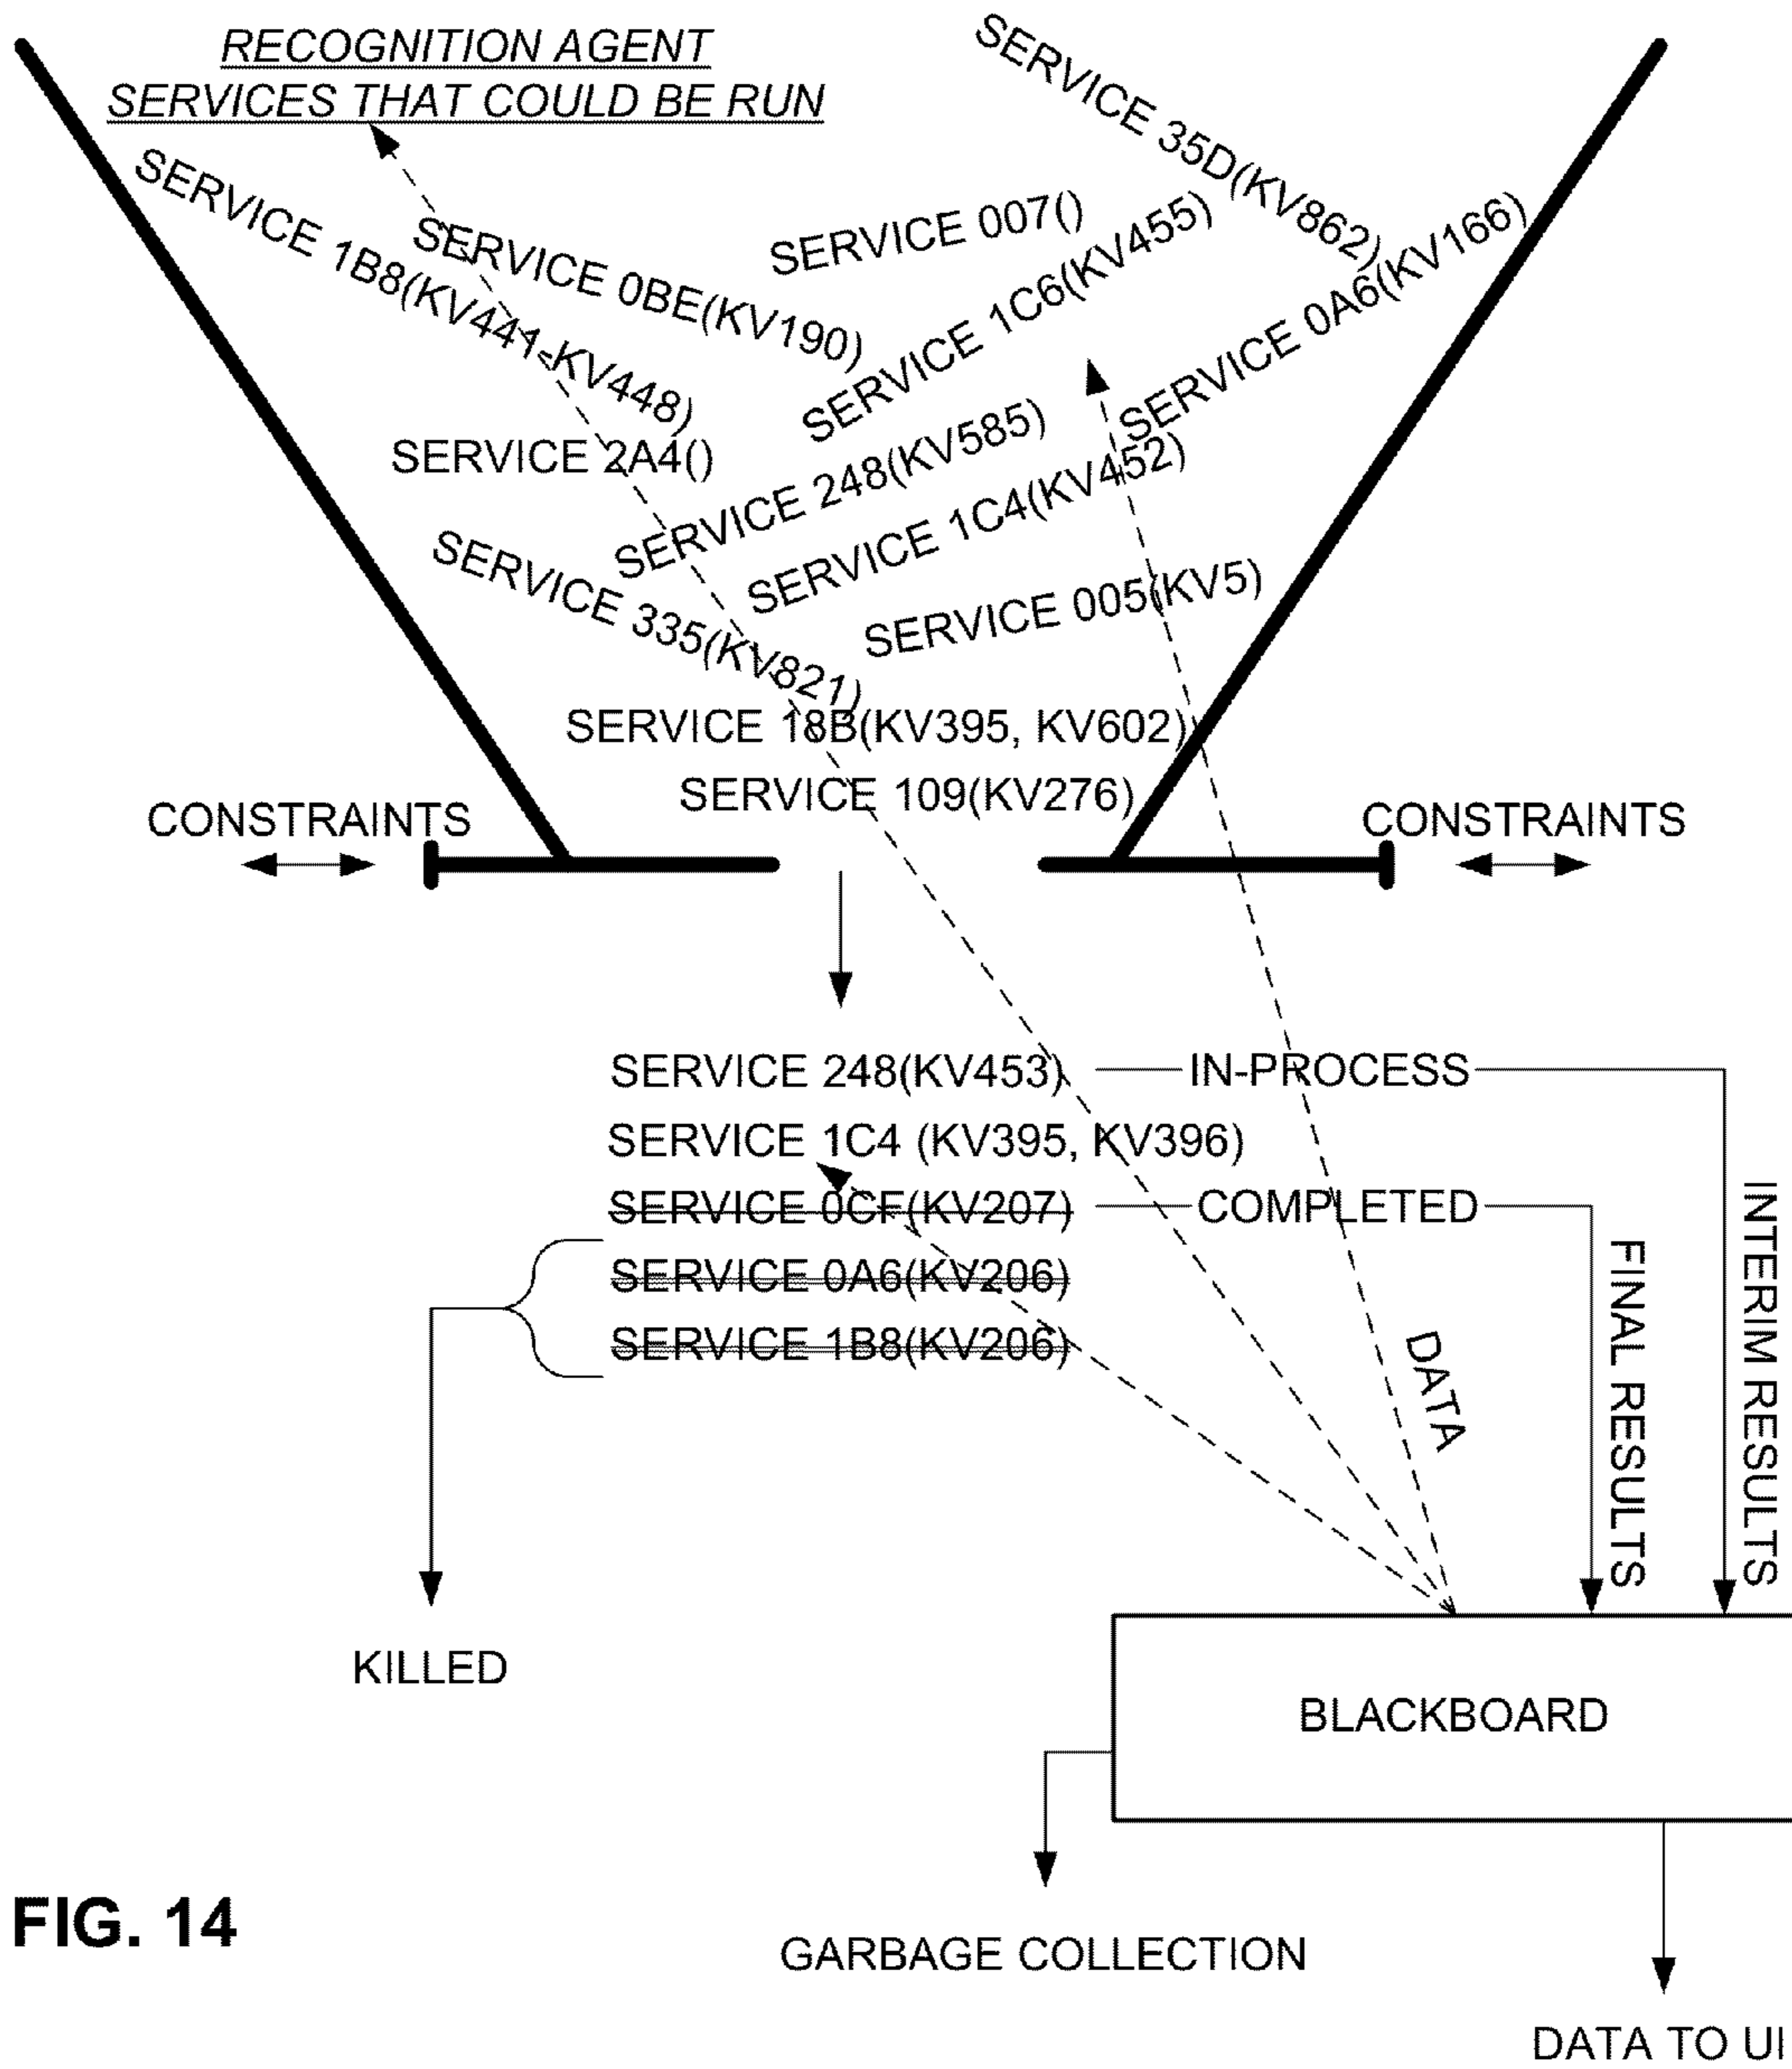 RECOGNITION AGENT
SERVICES THAT COULD BE RUN
SERVICE 35D(KV862)
SERVICE 1B8(KV441-KV448)
SERVICE 0BE(KV190)
SERVICE 007()
SERVICE 1C6(KV455)
SERVICE 0A6(KV166)
SERVICE 2A4()
SERVICE 248(KV585)
SERVICE 1C4(KV452)
SERVICE 335(KV821)
SERVICE 005(KV5)
SERVICE 18B(KV395, KV602)
SERVICE 109(KV276)
CONSTRAINTS
CONSTRAINTS
SERVICE 248(KV453)
IN-PROCESS
SERVICE 1C4 (KV395, KV396)
SERVICE 0CF(KV207)
COMPLETED
SERVICE 0A6(KV206)
SERVICE 1B8(KV206)
DATA
FINAL RESULTS
INTERIM RESULTS
KILLED
BLACKBOARD
FIG. 14
GARBAGE COLLECTION
DATA TO UI